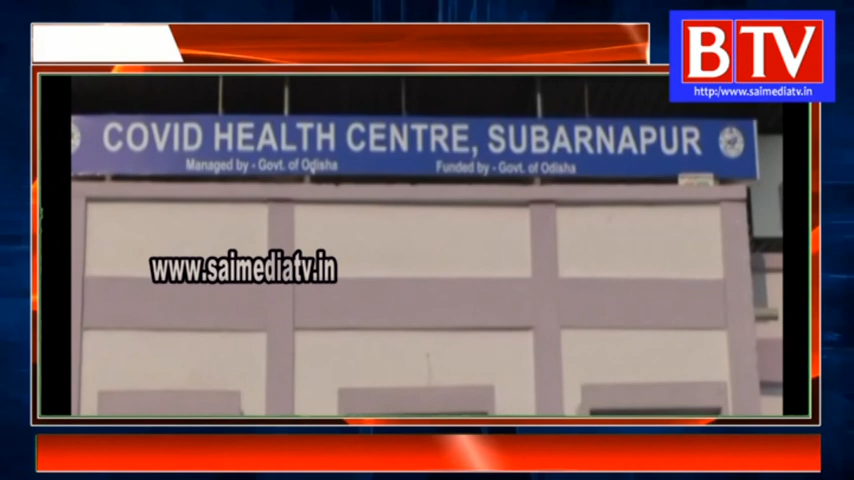 BTV
http:/www.saimediatv.in
COVID HEALTH CENTRE, SUBARNAPUR
Managed by - Govt. of Odisha
Funded by - Govt. of Odisha
www.saimediatv.in